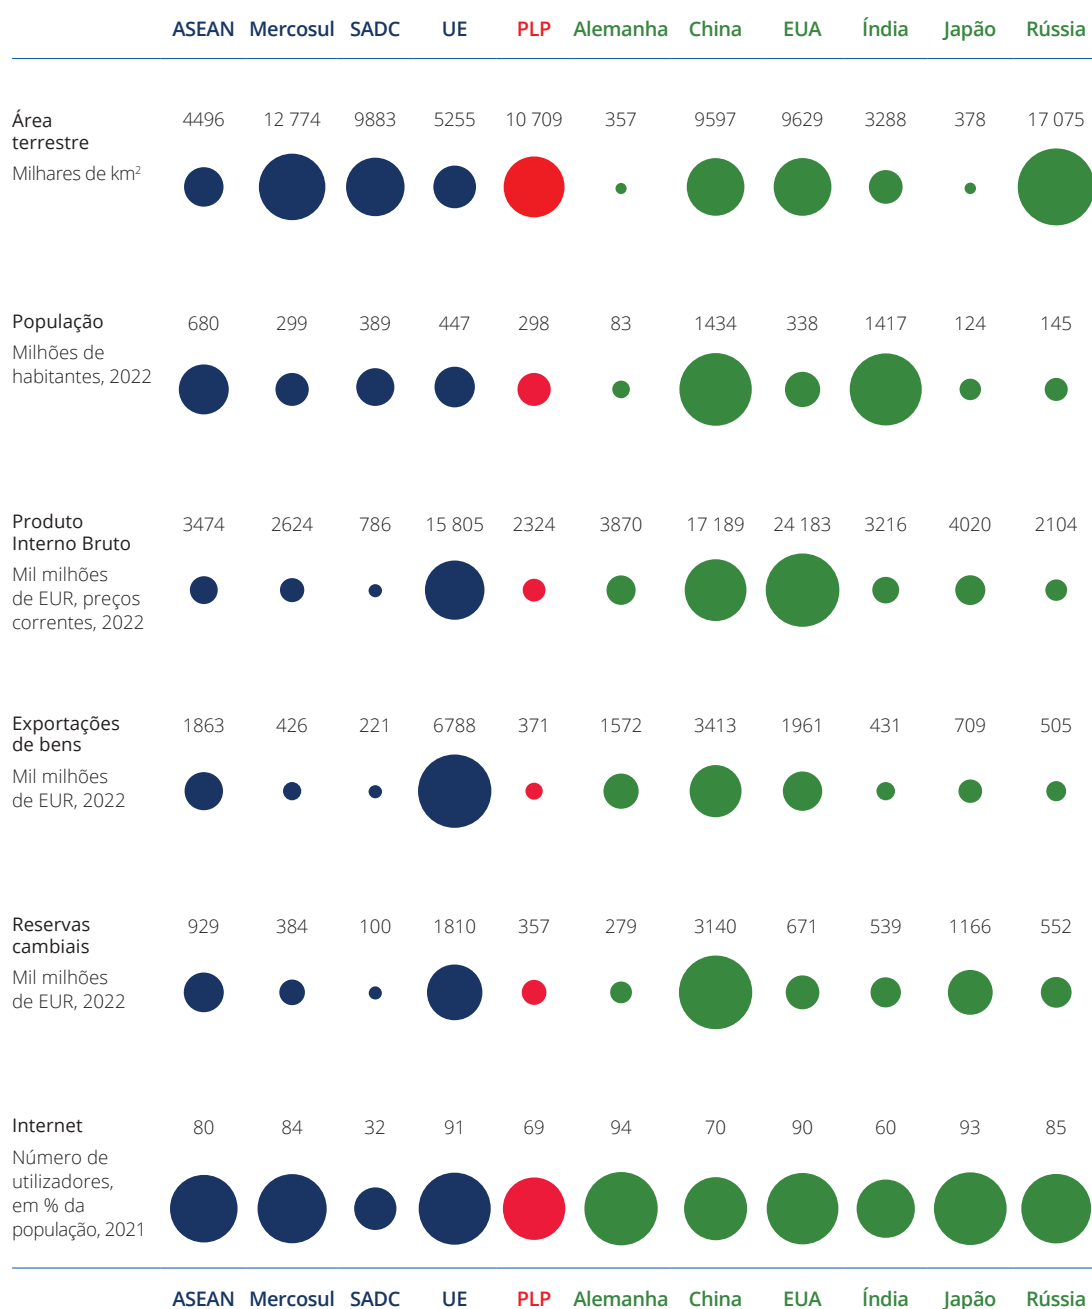 ASEAN Mercosul SADC UE PLP Alemanha China EUA Índia Japão Rússia
Área
terrestre
Milhares de km²
4496 12 774 9883 5255 10 709 357 9597 9629 3288 378 17 075
População
Milhões de
habitantes, 2022
680 299 389 447 298 83 1434 338 1417 124 145
Produto
Interno Bruto
Mil milhões
de EUR, preços
correntes, 2022
3474 2624 786 15 805 2324 3870 17 189 24 183 3216 4020 2104
Exportações
de bens
Mil milhões
de EUR, 2022
1863 426 221 6788 371 1572 3413 1961 431 709 505
Reservas
cambiais
Mil milhões
de EUR, 2022
929 384 100 1810 357 279 3140 671 539 1166 552
Internet
Número de
utilizadores,
em % da
população, 2021
80 84 32 91 69 94 70 90 60 93 85
ASEAN Mercosul SADC UE PLP Alemanha China EUA Índia Japão Rússia